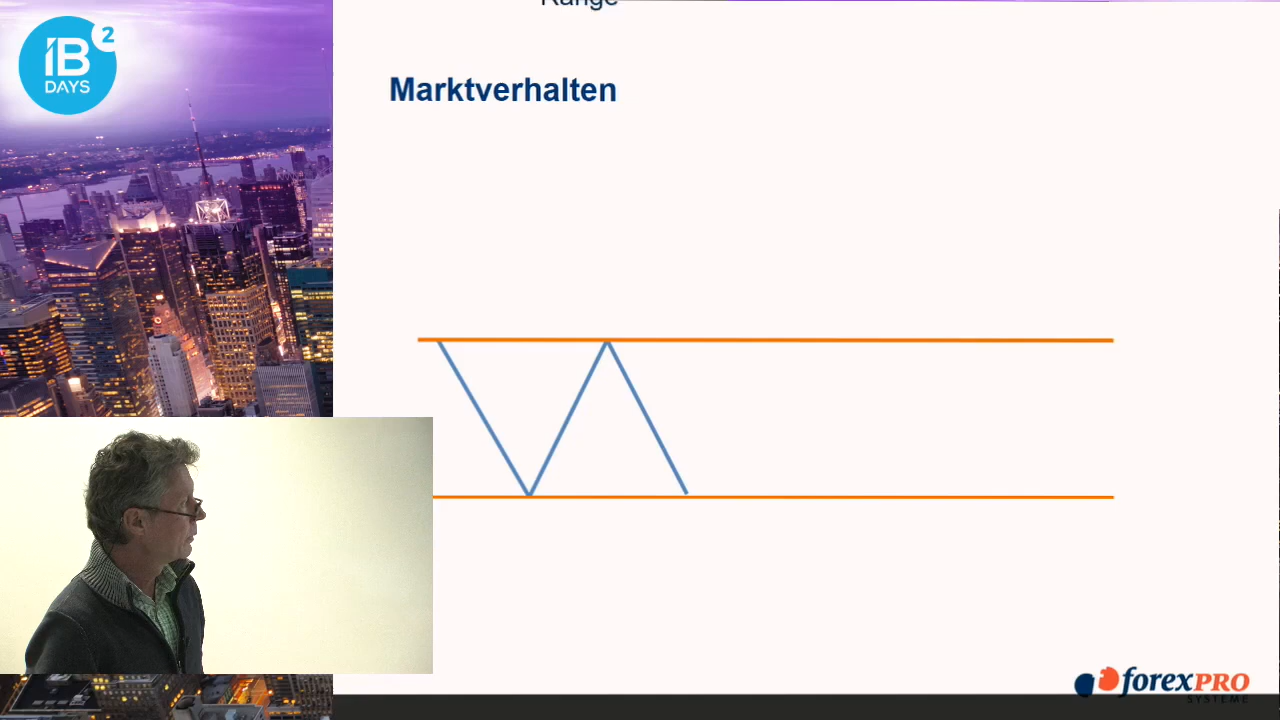 Range
IB 2
DAYS
Marktverhalten
forexPRO
SYSTEME